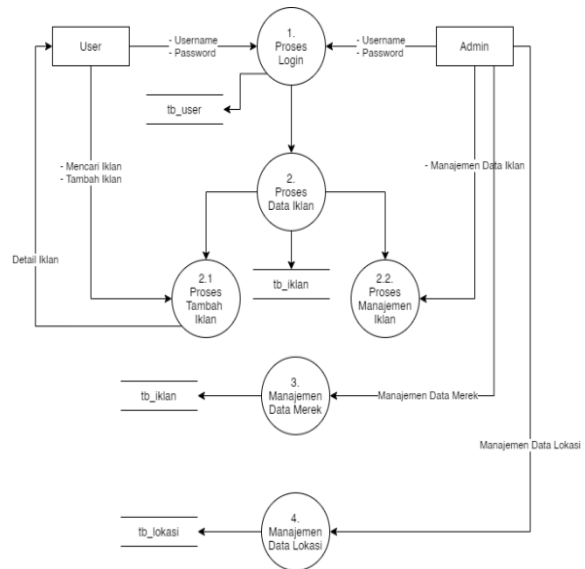 User
- Username
- Password
1.
Proses
Login
- Username
- Password
Admin
tb_user
- Mencari Iklan
- Tambah Iklan
- Manajemen Data Iklan
2.
Proses
Data Iklan
Detail Iklan
2.1
Proses
Tambah
Iklan
tb_iklan
2.2.
Proses
Manajemen
Iklan
tb_iklan
3.
Manajemen
Data Merek
Manajemen Data Merek
Manajemen Data Lokasi
tb_lokasi
4.
Manajemen
Data Lokasi